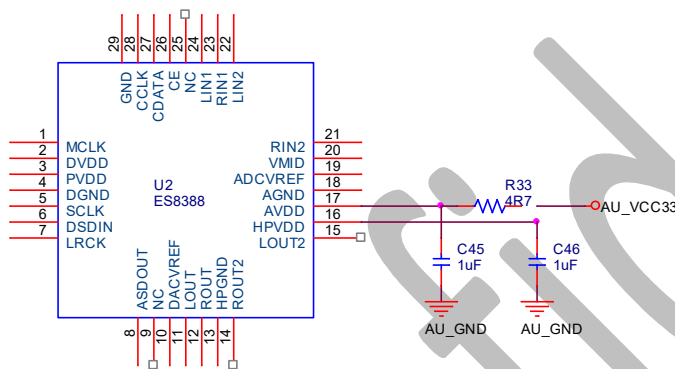 29
28
27
26
25
24
23
22
GND
CCLK
CDATA
CE
NC
LIN1
RIN1
LIN2
1
2
3
4
5
6
7
MCLK
DVDD
PVDD
DGND
SCLK
DSDIN
LRCK
U2
ES8388
RIN2
VMID
ADCVREF
AGND
AVDD
HPVDD
LOUT2
21
20
19
18
17
16
15
ASDOUT
NC
DACVREF
LOUT
ROUT
HPGND
ROUT2
8
9
10
11
12
13
14
R33
4R7
AU_VCC33
C45
1uF
C46
1uF
AU_GND
AU_GND